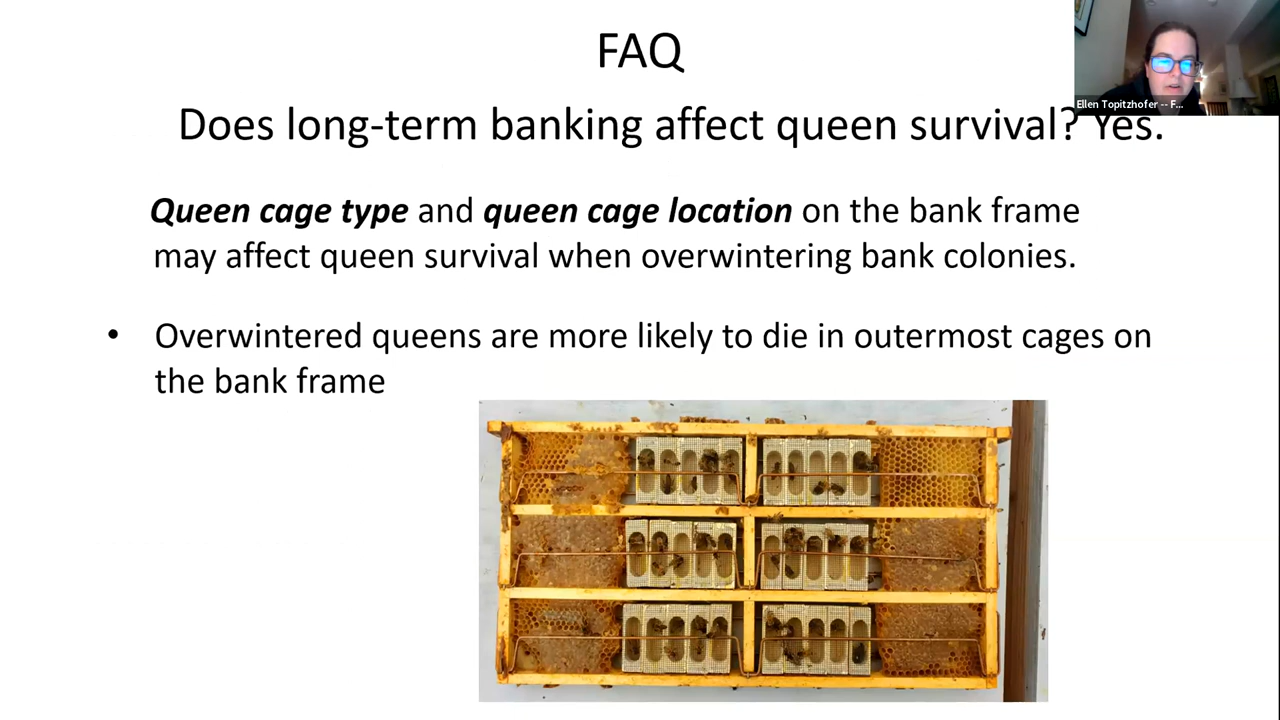 FAQ
Ellen Topitzhofer -- F...
Does long-term banking affect queen survival? Yes.
Queen cage type and queen cage location on the bank frame
may affect queen survival when overwintering bank colonies.
• Overwintered queens are more likely to die in outermost cages on
the bank frame